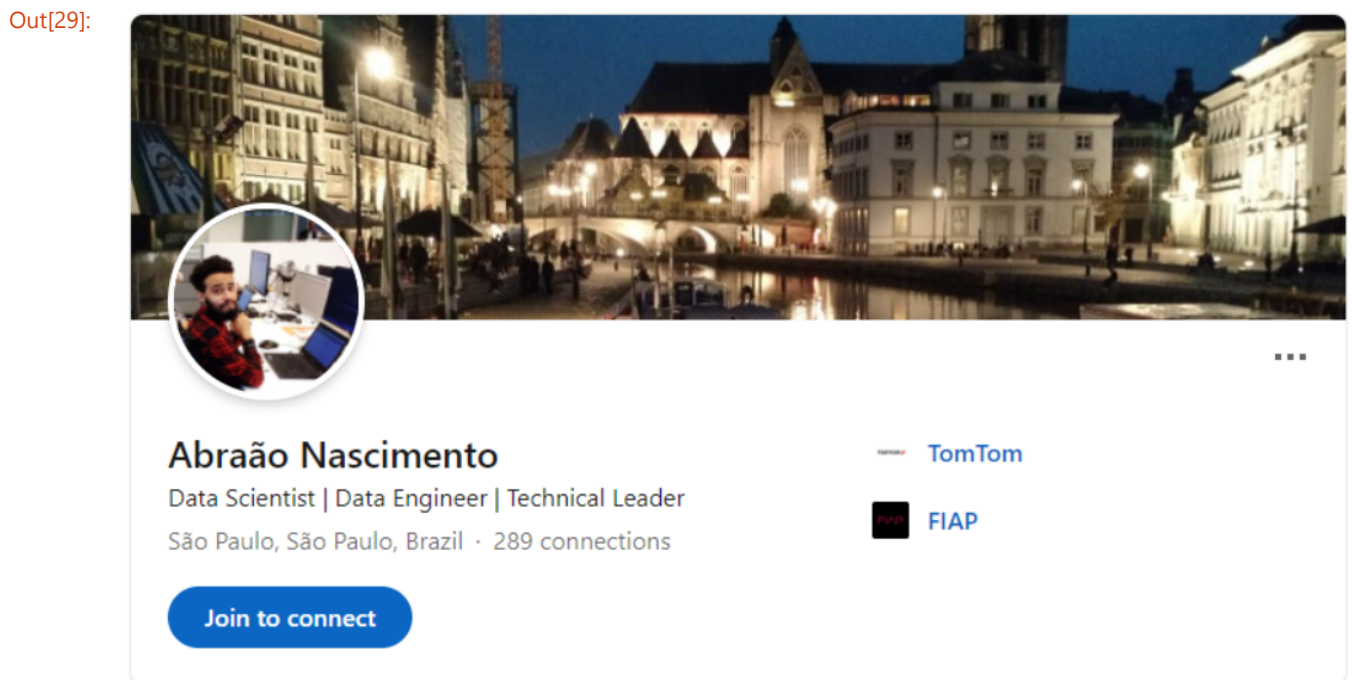 Out[29]:
Abraão Nascimento
Data Scientist | Data Engineer | Technical Leader
São Paulo, São Paulo, Brazil · 289 connections
Join to connect
TomTom
FIAP
FIAP